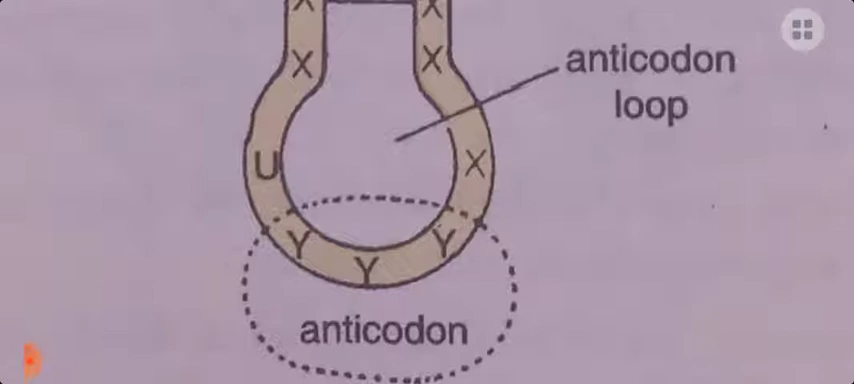 X X
X X
anticodon
loop
U X
Y Y
Y
anticodon